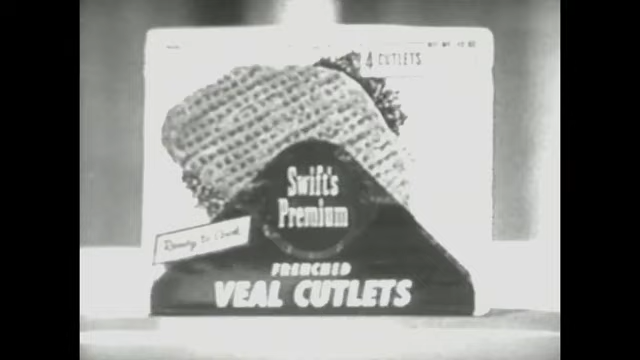 4 CUTLETS
Swift's
Premium
Ready to Cook
FRENCHED
VEAL CUTLETS